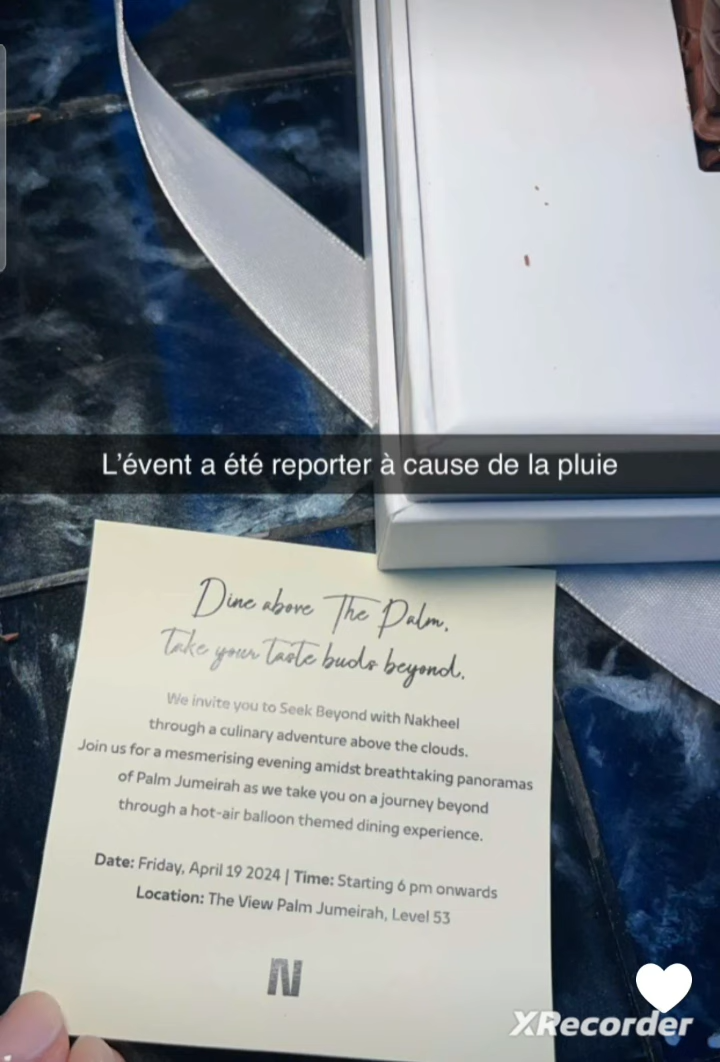 L'évent a été reporter à cause de la pluie
Dine above The Palm,
take your taste buds beyond.
We invite you to Seek Beyond with Nakheel
through a culinary adventure above the clouds.
Join us for a mesmerising evening amidst breathtaking panoramas
of Palm Jumeirah as we take you on a journey beyond
through a hot-air balloon themed dining experience.
Date: Friday, April 19 2024 | Time: Starting 6 pm onwards
Location: The View Palm Jumeirah, Level 53
N
XRecorder